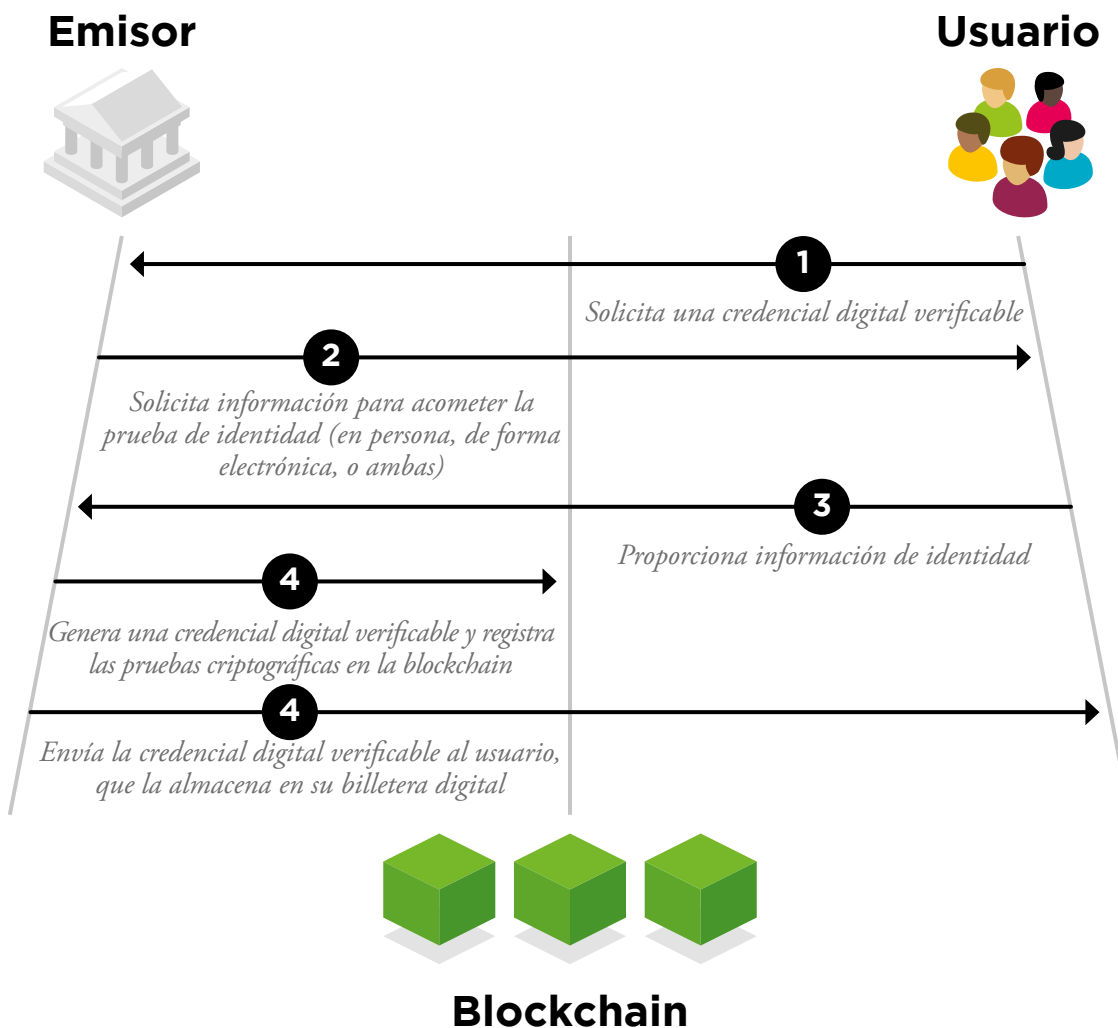 Emisor
Usuario
1
Solicita una credencial digital verificable
2
Solicita información para acometer la
prueba de identidad (en persona, de forma
electrónica, o ambas)
3
Proporciona información de identidad
4
Genera una credencial digital verificable y registra
las pruebas criptográficas en la blockchain
4
Envía la credencial digital verificable al usuario,
que la almacena en su billetera digital
Blockchain